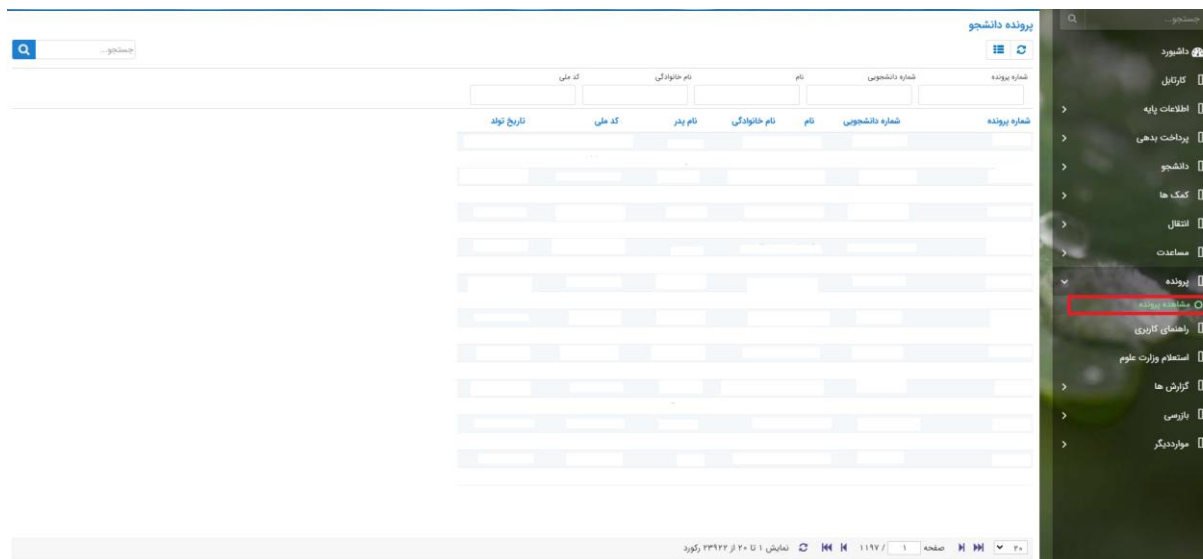 پرونده دانشجو
جستجو...
شماره پرونده شماره دانشجویی نام نام خانوادگی کد ملی
شماره پرونده شماره دانشجویی نام نام خانوادگی نام پدر کد ملی تاریخ تولد
۲۰ صفحه ۱ / ۱۱۹۷ نمایش ۱ تا ۲۰ از ۲۳۹۲۲ رکورد
جستجو...
داشبورد
کارتابل
اطلاعات پایه
پرداخت بدهی
دانشجو
کمک ها
انتقال
مساعدت
پرونده
مشاهده پرونده
راهنمای کاربری
استعلام وزارت علوم
گزارش ها
بازرسی
موارددیگر